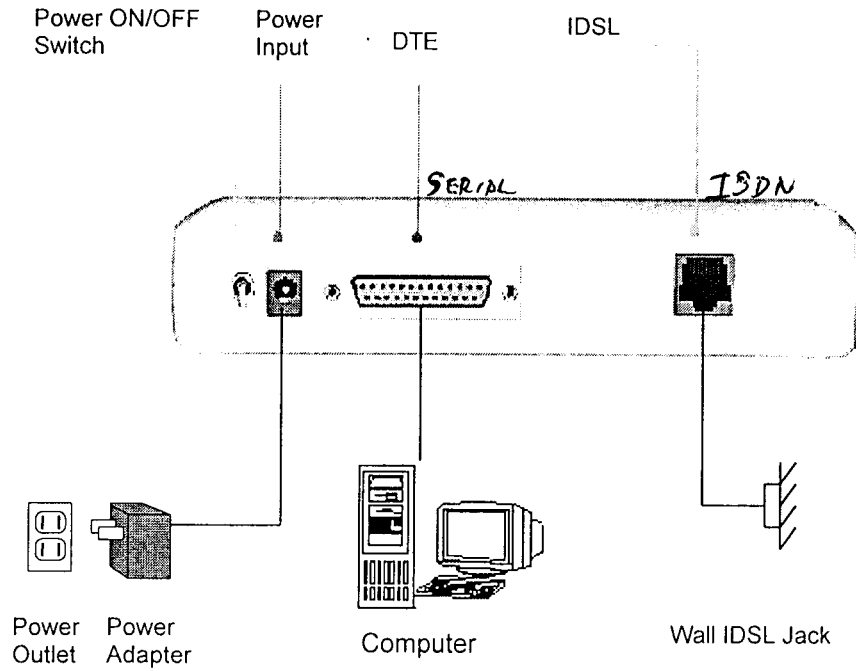 Power ON/OFF
Switch
Power
Input
DTE
IDSL
SERIAL
ISDN
Power
Outlet
Power
Adapter
Computer
Wall IDSL Jack